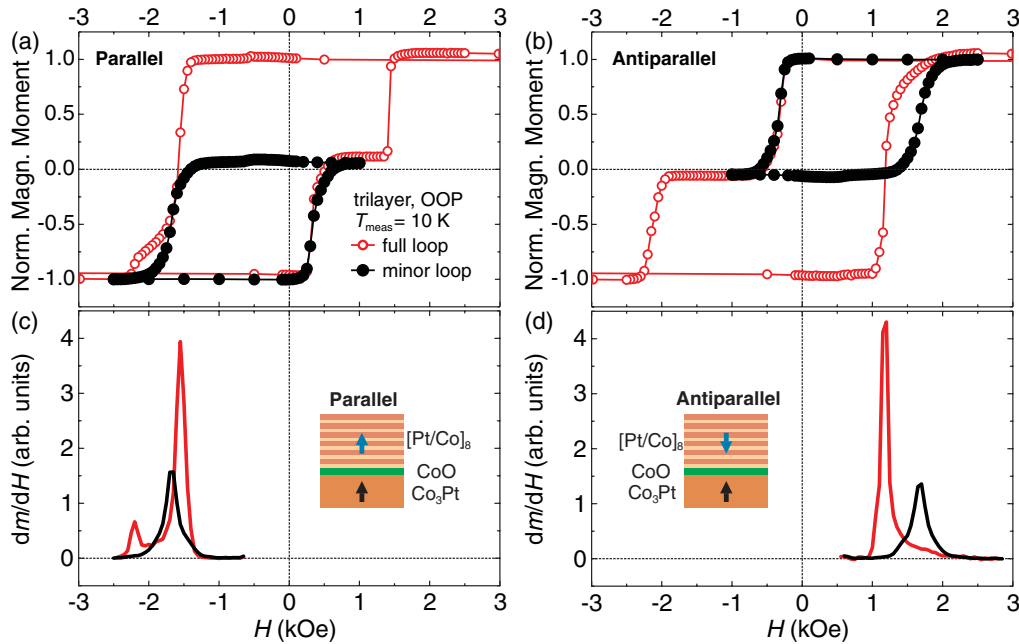 -3 -2 -1 0 1 2 3
-3 -2 -1 0 1 2 3
(a) Parallel
1.0
0.5
0.0
-0.5
-1.0
Norm. Magn. Moment
trilayer, OOP
Tmeas= 10 K
full loop
minor loop
(b) Antiparallel
1.0
0.5
0.0
-0.5
-1.0
Norm. Magn. Moment
(c)
4
3
2
1
0
dm/dH (arb. units)
Parallel
[Pt/Co]8
CoO
Co3Pt
-3 -2 -1 0 1 2 3
H (kOe)
(d)
4
3
2
1
0
dm/dH (arb. units)
Antiparallel
[Pt/Co]8
CoO
Co3Pt
-3 -2 -1 0 1 2 3
H (kOe)